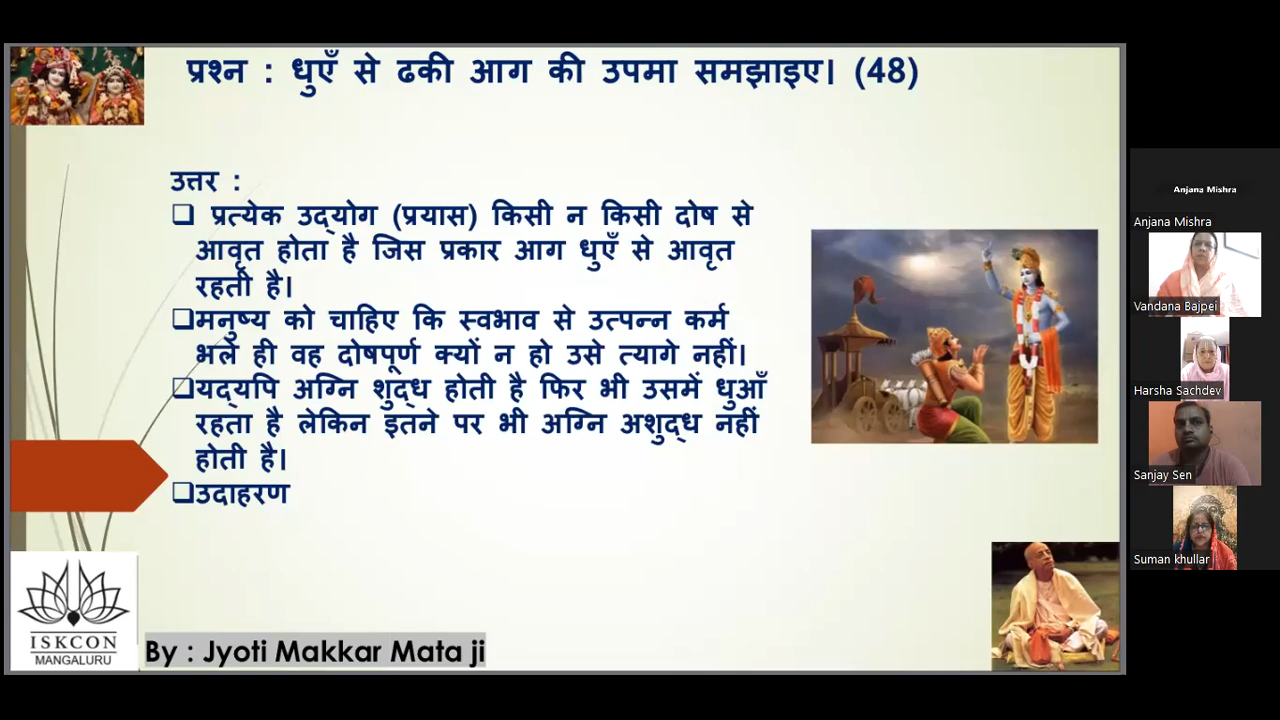 प्रश्न : धुएँ से ढकी आग की उपमा समझाइए। (48)
उत्तर :
❑ प्रत्येक उद्‌योग (प्रयास) किसी न किसी दोष से
आवृत होता है जिस प्रकार आग धुएँ से आवृत
रहती है।
❑मनुष्य को चाहिए कि स्वभाव से उत्पन्न कर्म
भले ही वह दोषपूर्ण क्यों न हो उसे त्यागे नहीं।
❑यद्‌यपि अग्नि शुद्‌ध होती है फिर भी उसमें धुआँ
रहता है लेकिन इतने पर भी अग्नि अशुद्‌ध नहीं
होती है।
❑उदाहरण
ISKCON
MANGALURU
By : Jyoti Makkar Mata ji
Anjana Mishra
Anjana Mishra
Vandana Bajpei
Harsha Sachdev
Sanjay Sen
Suman khullar